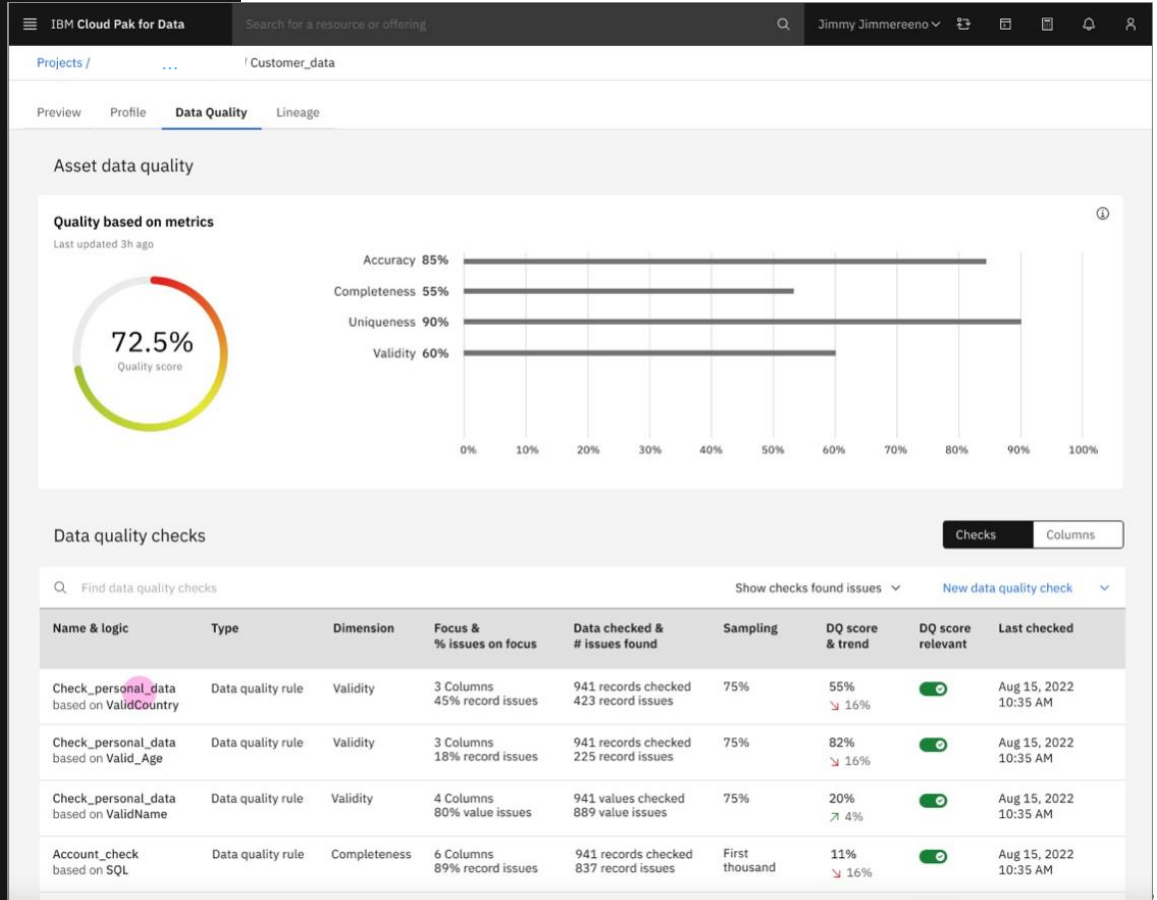 IBM Cloud Pak for Data
Search for a resource or offering
Jimmy Jimmereeno
Projects / ... / Customer_data
Preview Profile Data Quality Lineage
Asset data quality
Quality based on metrics
Last updated 3h ago
72.5%
Quality score
Accuracy 85%
Completeness 55%
Uniqueness 90%
Validity 60%
0% 10% 20% 30% 40% 50% 60% 70% 80% 90% 100%
Data quality checks
Checks Columns
Find data quality checks
Show checks found issues
New data quality check
Name & logic Type Dimension Focus & Data checked & Sampling DQ score DQ score Last checked
% issues on focus # issues found & trend relevant
Check_personal_data Data quality rule Validity 3 Columns 941 records checked 75% 55% Aug 15, 2022
based on ValidCountry 45% record issues 423 record issues 16% 10:35 AM
Check_personal_data Data quality rule Validity 3 Columns 941 records checked 75% 82% Aug 15, 2022
based on Valid_Age 18% record issues 225 record issues 16% 10:35 AM
Check_personal_data Data quality rule Validity 4 Columns 941 values checked 75% 20% Aug 15, 2022
based on ValidName 80% value issues 889 value issues 4% 10:35 AM
Account_check Data quality rule Completeness 6 Columns 941 records checked First 11% Aug 15, 2022
based on SQL 89% record issues 837 record issues thousand 16% 10:35 AM